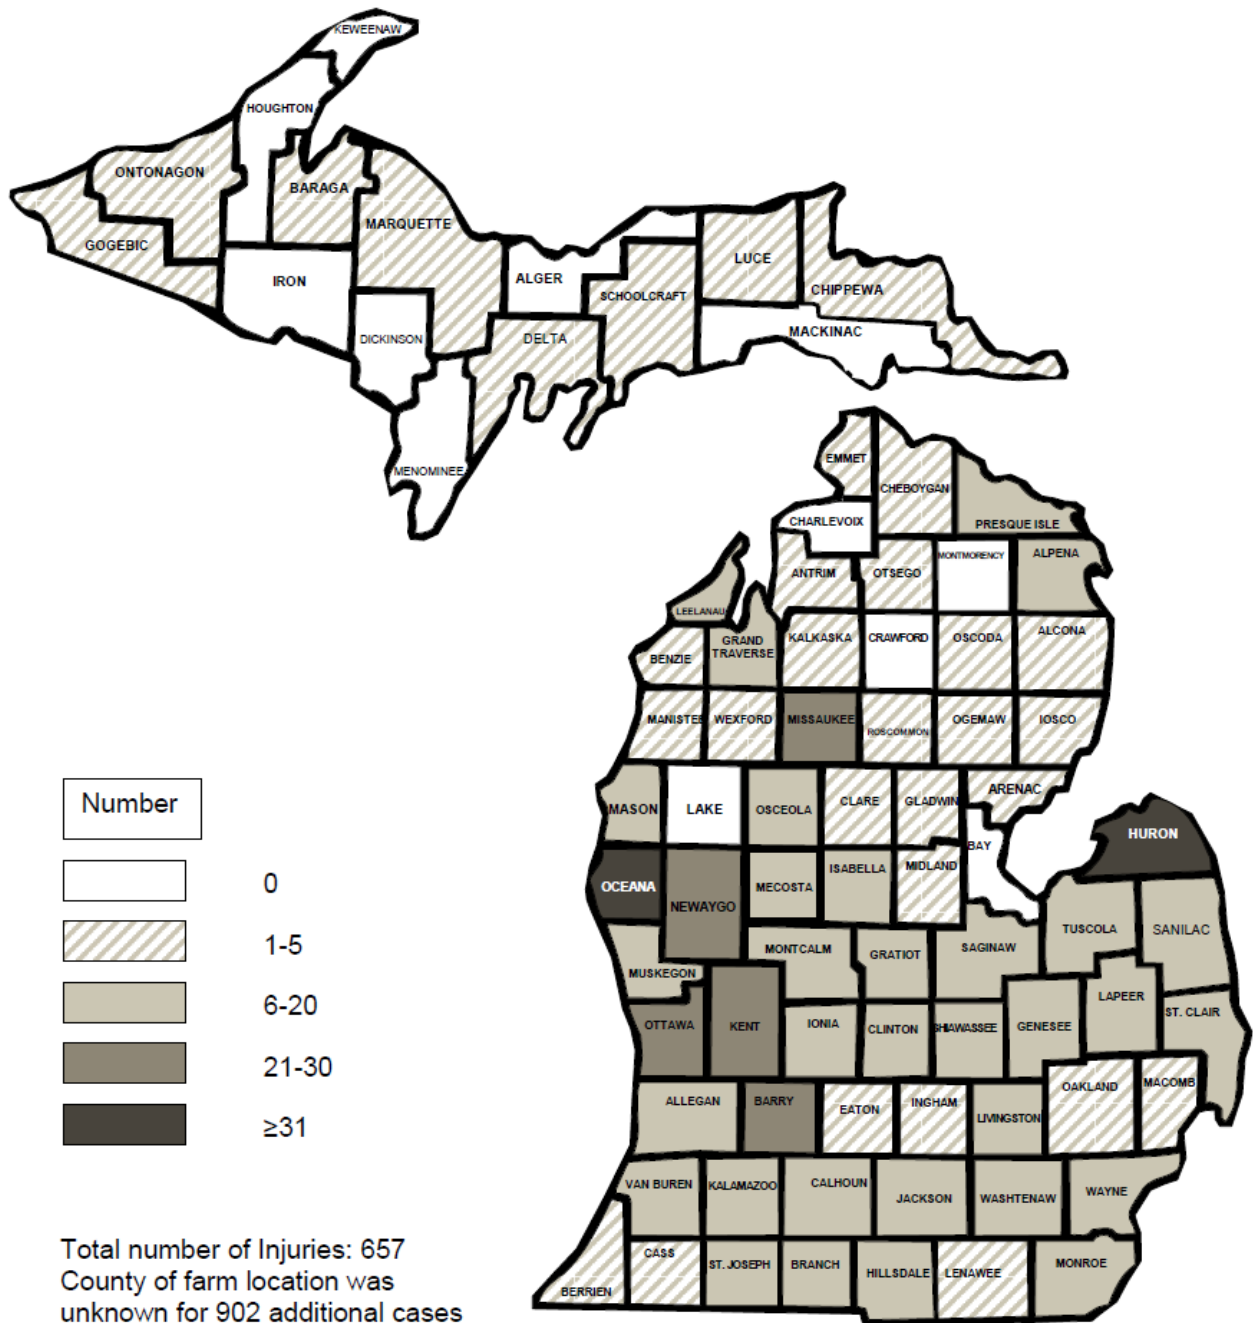 KEWEENAW
HOUGHTON
ONTONAGON
BARAGA
MARQUETTE
GOGEBIC
IRON
ALGER
LUCE
SCHOOLCRAFT
CHIPPEWA
DICKINSON
DELTA
MACKINAC
MENOMINEE
EMMET
CHEBOYGAN
CHARLEVOIX
PRESQUE ISLE
ANTRIM
OTSEGO
MONTMORENCY
ALPENA
LEELANAU
GRAND
TRAVERSE
KALKASKA
CRAWFORD
OSCODA
ALCONA
BENZIE
MANISTEE
WEXFORD
MISSAUKEE
ROSCOMMON
OGEMAW
IOSCO
MASON
LAKE
OSCEOLA
CLARE
GLADWIN
ARENAC
HURON
BAY
OCEANA
NEWAYGO
MECOSTA
ISABELLA
MIDLAND
TUSCOLA
SANILAC
MUSKEGON
MONTCALM
GRATIOT
SAGINAW
LAPEER
ST. CLAIR
OTTAWA
KENT
IONIA
CLINTON
SHIAWASSEE
GENESEE
ALLEGAN
BARRY
EATON
INGHAM
LIVINGSTON
OAKLAND
MACOMB
VAN BUREN
KALAMAZOO
CALHOUN
JACKSON
WASHTENAW
WAYNE
BERRIEN
CASS
ST. JOSEPH
BRANCH
HILLSDALE
LENAWEE
MONROE
Number
0
1-5
6-20
21-30
≥31
Total number of Injuries: 657
County of farm location was
unknown for 902 additional cases